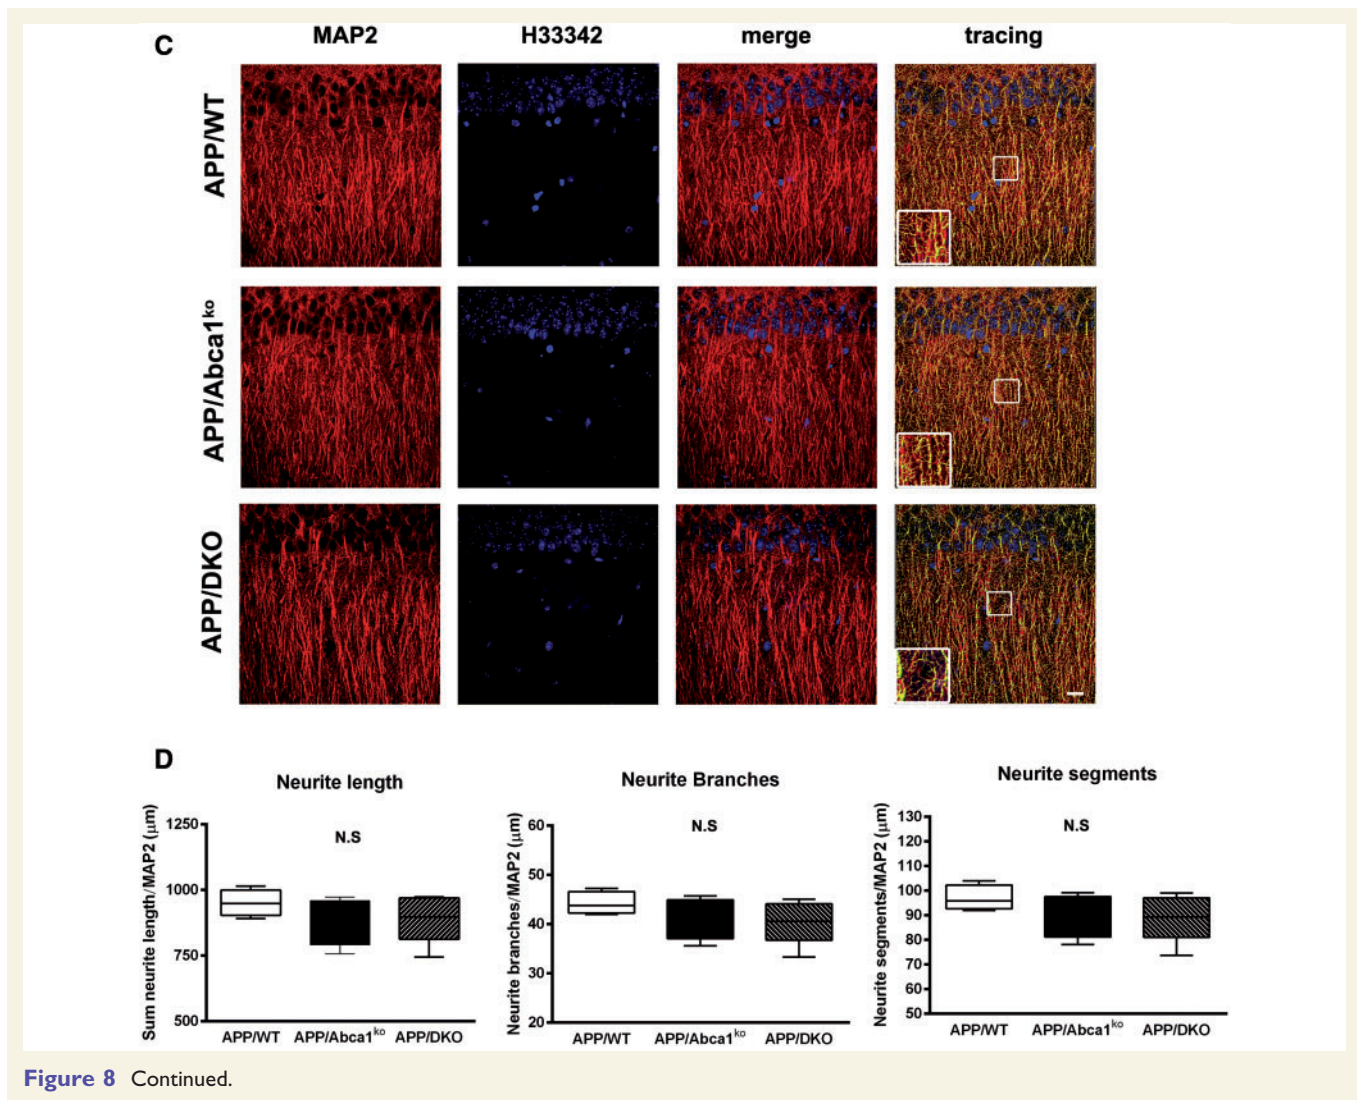 C
MAP2 H33342 merge tracing
APP/WT
APP/Abca1ko
APP/DKO
D
Neurite length
Sum neurite length/MAP2 (μm)
1250
1000
750
500
N.S
APP/WT APP/Abca1ko APP/DKO
Neurite Branches
Neurite branches/MAP2 (μm)
60
50
40
30
20
N.S
APP/WT APP/Abca1ko APP/DKO
Neurite segments
Neurite segments/MAP2 (μm)
130
120
110
100
90
80
70
60
50
N.S
APP/WT APP/Abca1ko APP/DKO
Figure 8 Continued.